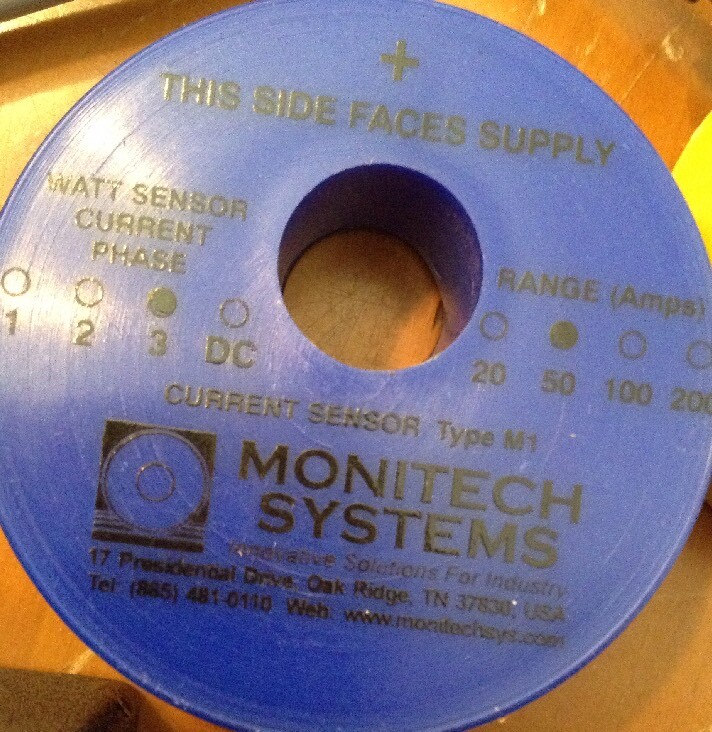 +
THIS SIDE FACES SUPPLY
WATT SENSOR
CURRENT
PHASE
1 2 3 DC
RANGE (Amps)
20 50 100 200
CURRENT SENSOR Type M1
MONITECH
SYSTEMS
Innovative Solutions For Industry
17 Presidential Drive, Oak Ridge, TN 37830, USA
Tel: (865) 481-0110 Web: www.monitechsys.com